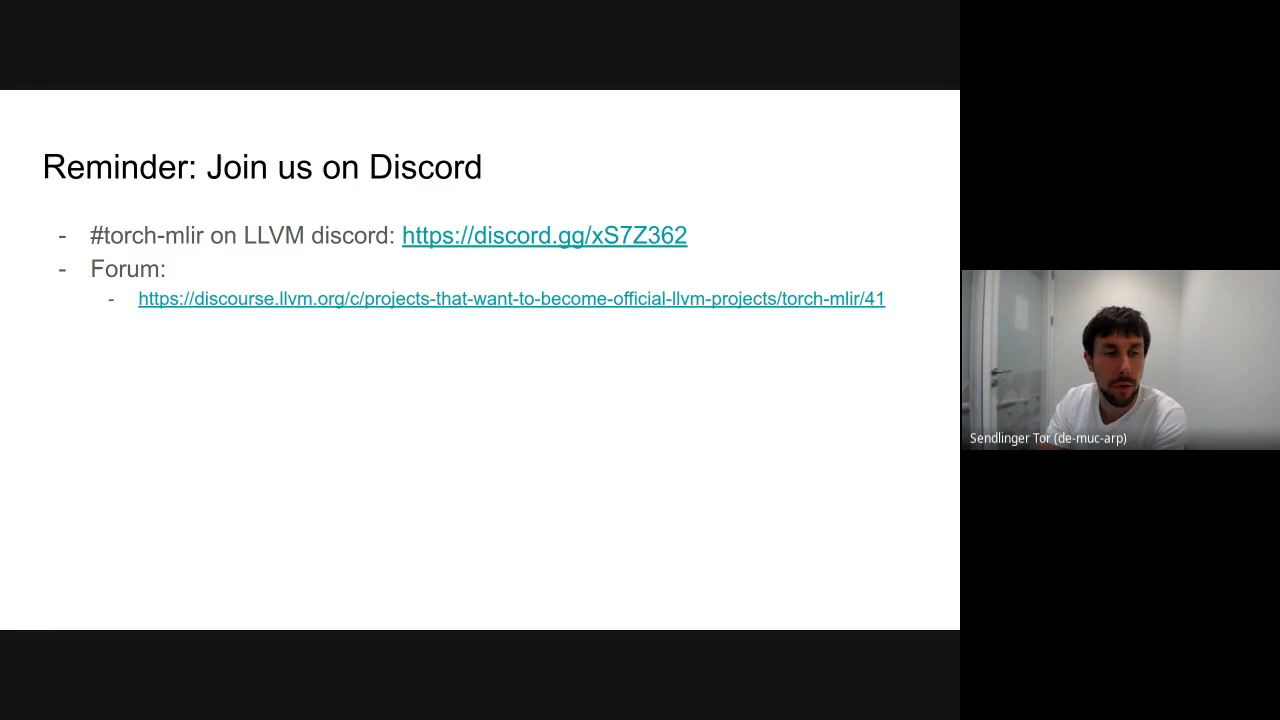 Reminder: Join us on Discord
- #torch-mlir on LLVM discord: https://discord.gg/xS7Z362
- Forum:
- https://discourse.llvm.org/c/projects-that-want-to-become-official-llvm-projects/torch-mlir/41
Sendlinger Tor (de-muc-arp)